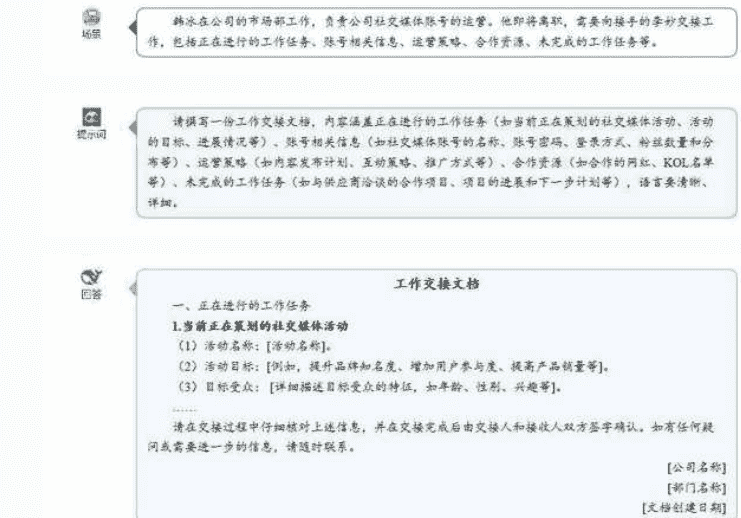 场景
韩冰在公司的市场部工作，负责公司社交媒体账号的运营。他即将离职，需要向接手的李妙交接工
作，包括正在进行的工作任务、账号相关信息、运营策略、合作资源、未完成的工作任务等。
提示词
请撰写一份工作交接文档，内容涵盖正在进行的工作任务（如当前正在策划的社交媒体活动、活动
的目标、进展情况等）、账号相关信息（如社交媒体账号的名称、账号密码、登录方式、粉丝数量和分
布等）、运营策略（如内容发布计划、互动策略、推广方式等）、合作资源（如合作的网红、KOL名单
等）、未完成的工作任务（如与供应商洽谈的合作项目、项目的进展和下一步计划等），语言要清晰、
详细。
回答
工作交接文档
一、正在进行的工作任务
1.当前正在策划的社交媒体活动
（1）活动名称：[活动名称]。
（2）活动目标：[例如，提升品牌知名度、增加用户参与度、提高产品销量等]。
（3）目标受众： [详细描述目标受众的特征，如年龄、性别、兴趣等]。
……
请在交接过程中仔细核对上述信息，并在交接完成后由交接人和接收人双方签字确认。如有任何疑
问或需要进一步的信息，请随时联系。
[公司名称]
[部门名称]
[文档创建日期]